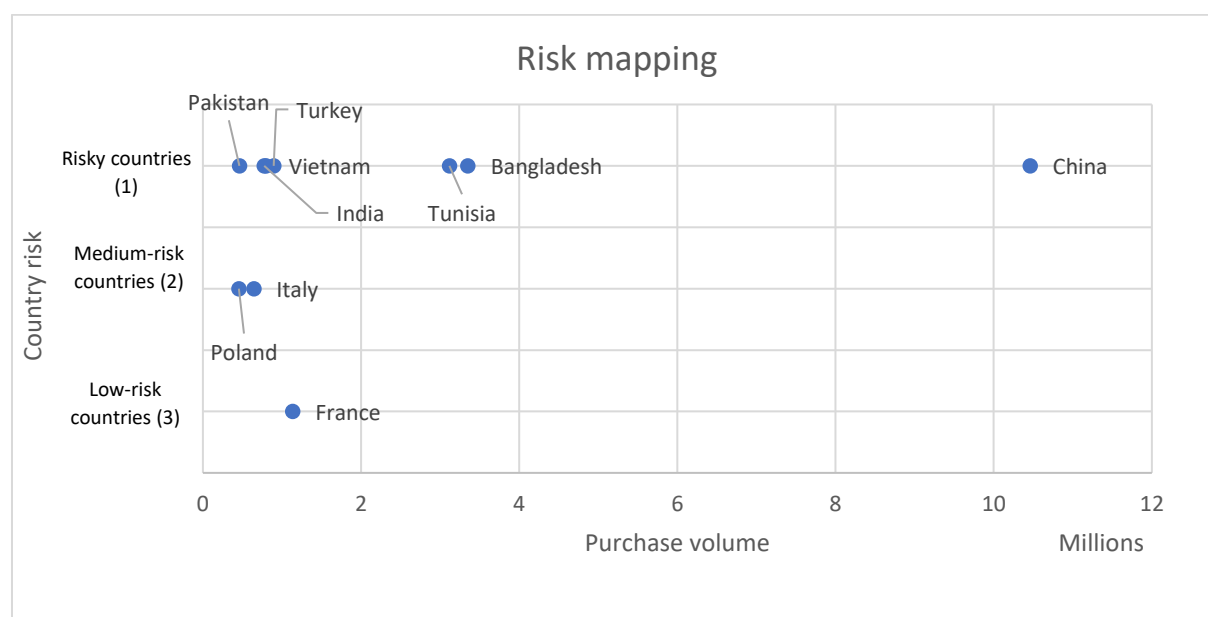 Risk mapping
Pakistan
Turkey
Risky countries
(1)
Vietnam
Bangladesh
China
India
Tunisia
Country risk
Medium-risk
countries (2)
Italy
Poland
Low-risk
countries (3)
France
0
2
4
6
8
10
12
Purchase volume
Millions